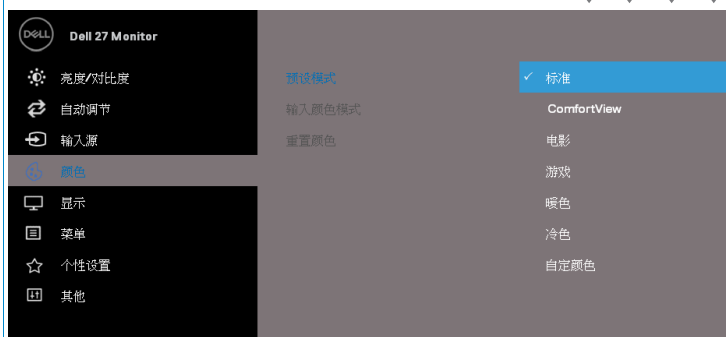 DELL
Dell 27 Monitor
亮度/对比度
自动调节
输入源
颜色
显示
菜单
个性设置
其他
预设模式
输入颜色模式
重置颜色
标准
ComfortView
电影
游戏
暖色
冷色
自定颜色